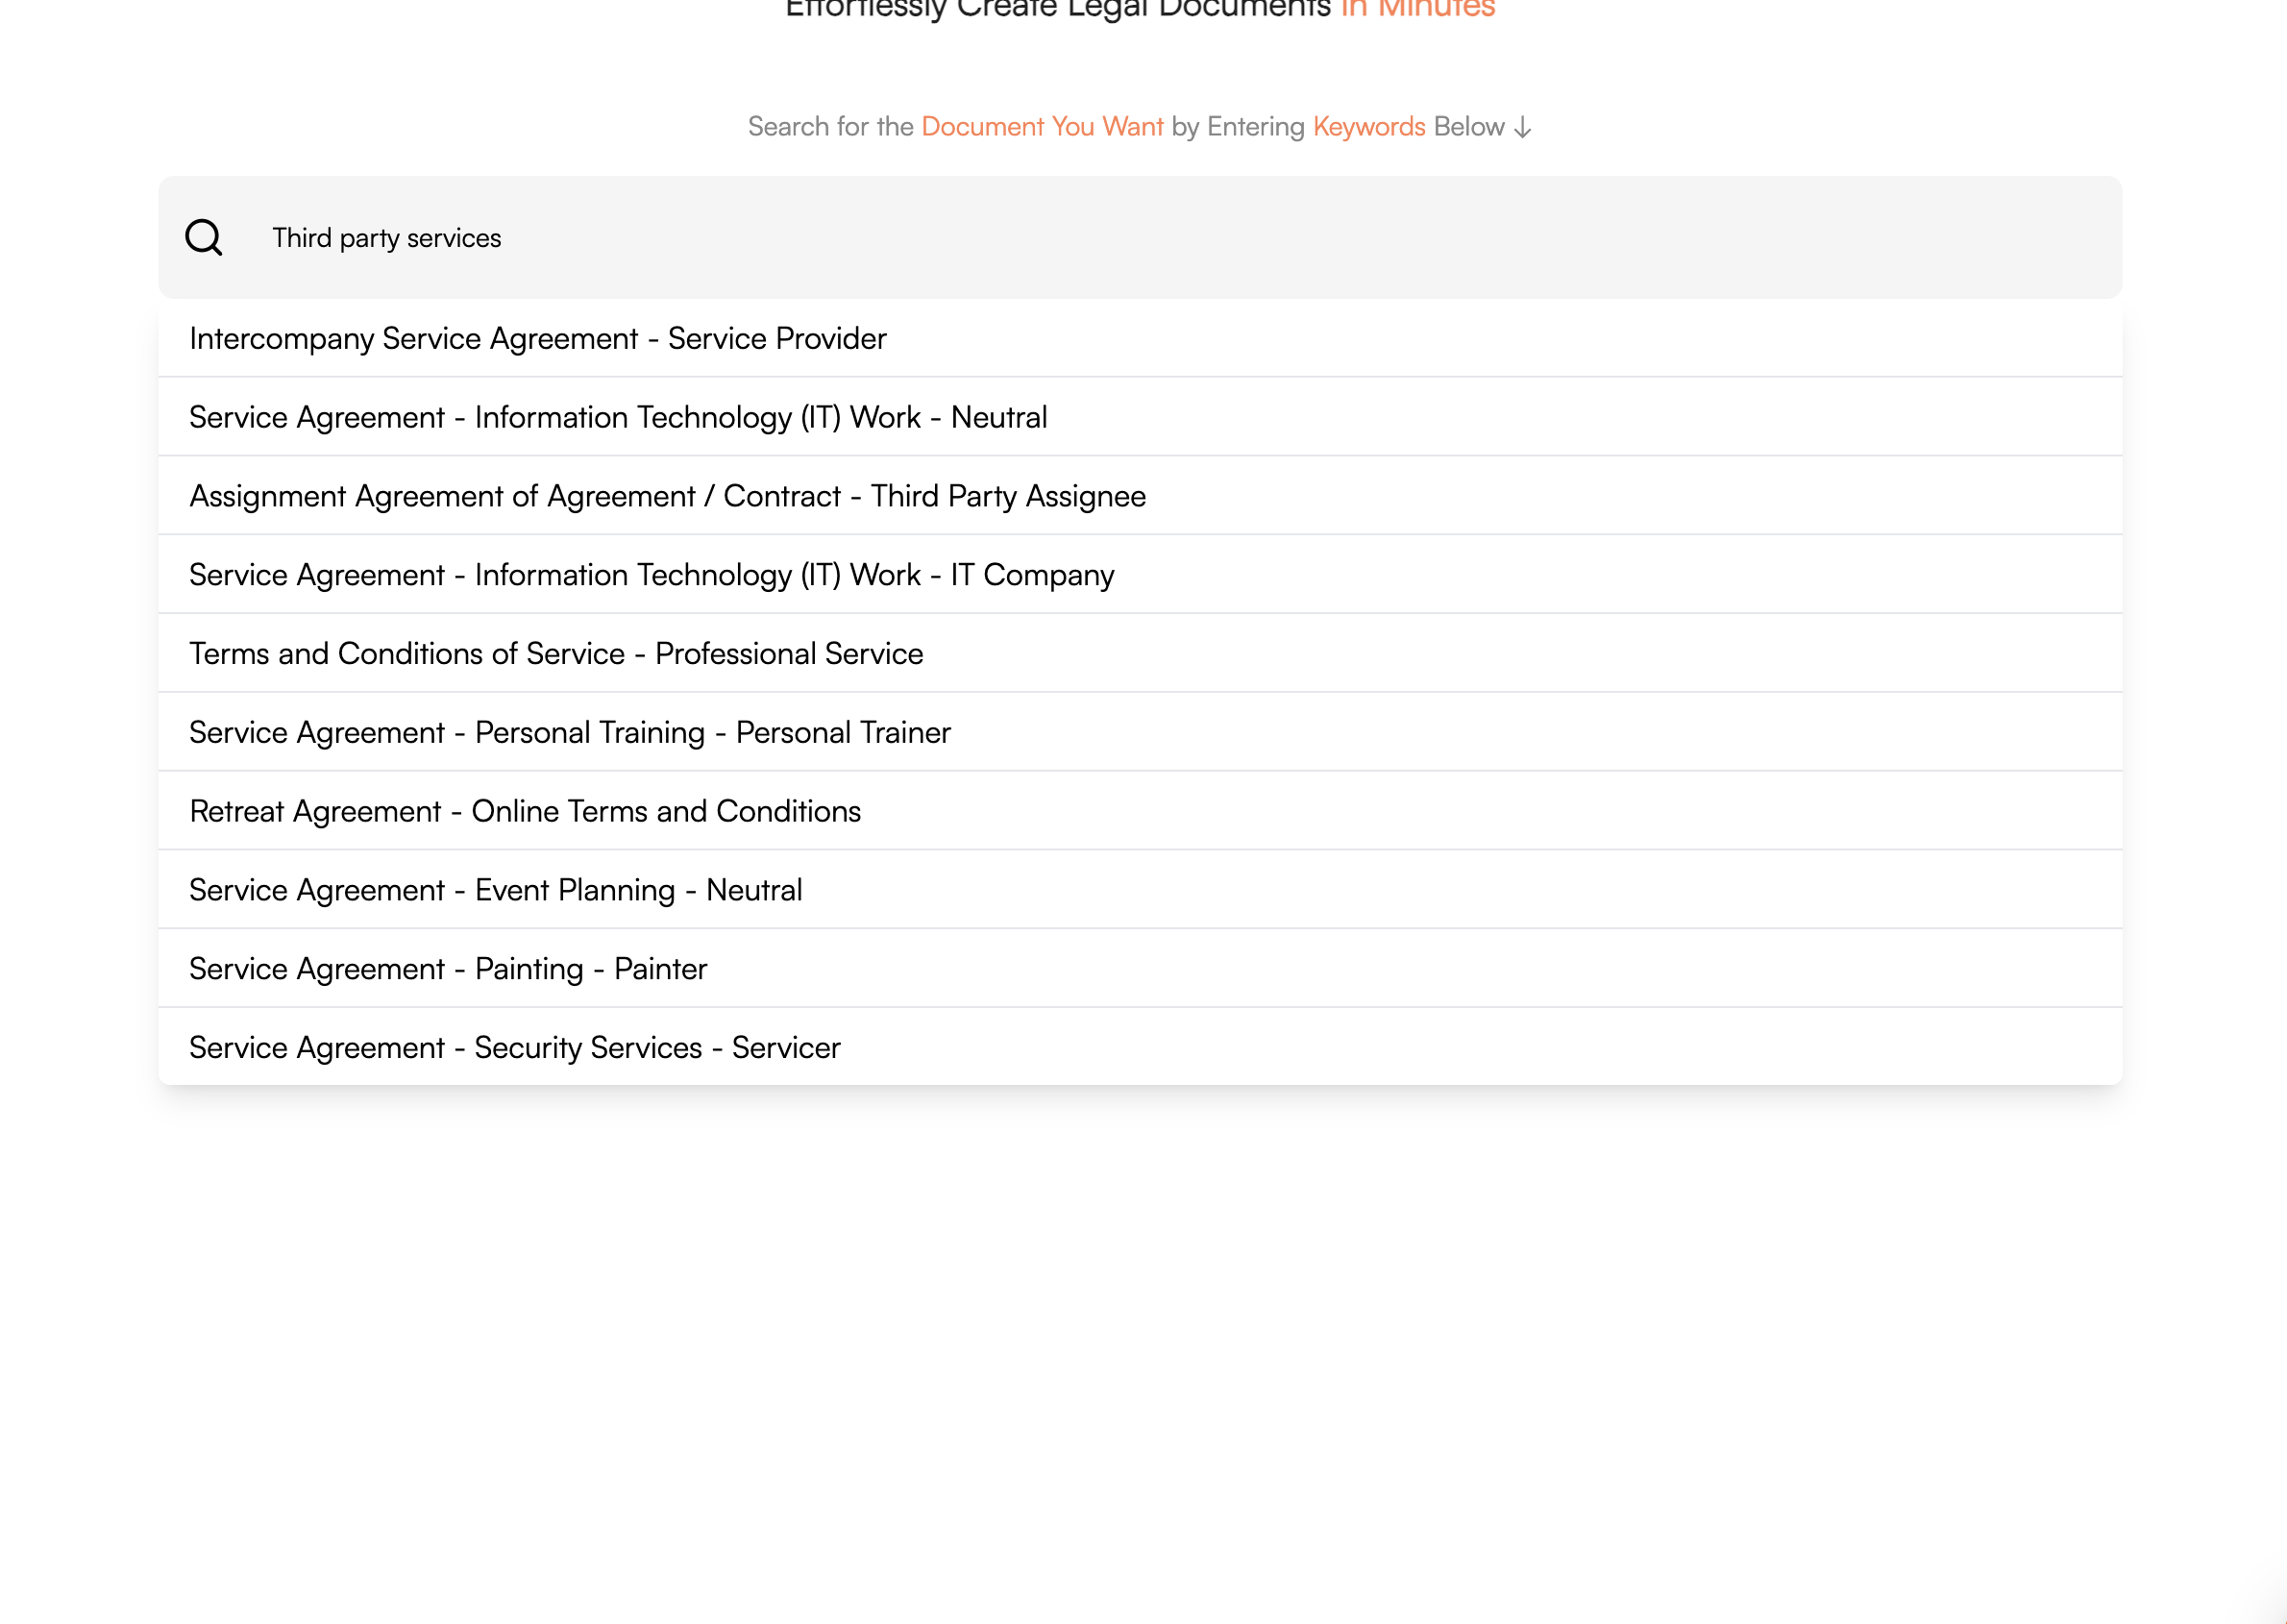 Effortlessly Create Legal Documents in Minutes
Search for the Document You Want by Entering Keywords Below ↓
Third party services
Intercompany Service Agreement - Service Provider
Service Agreement - Information Technology (IT) Work - Neutral
Assignment Agreement of Agreement / Contract - Third Party Assignee
Service Agreement - Information Technology (IT) Work - IT Company
Terms and Conditions of Service - Professional Service
Service Agreement - Personal Training - Personal Trainer
Retreat Agreement - Online Terms and Conditions
Service Agreement - Event Planning - Neutral
Service Agreement - Painting - Painter
Service Agreement - Security Services - Servicer